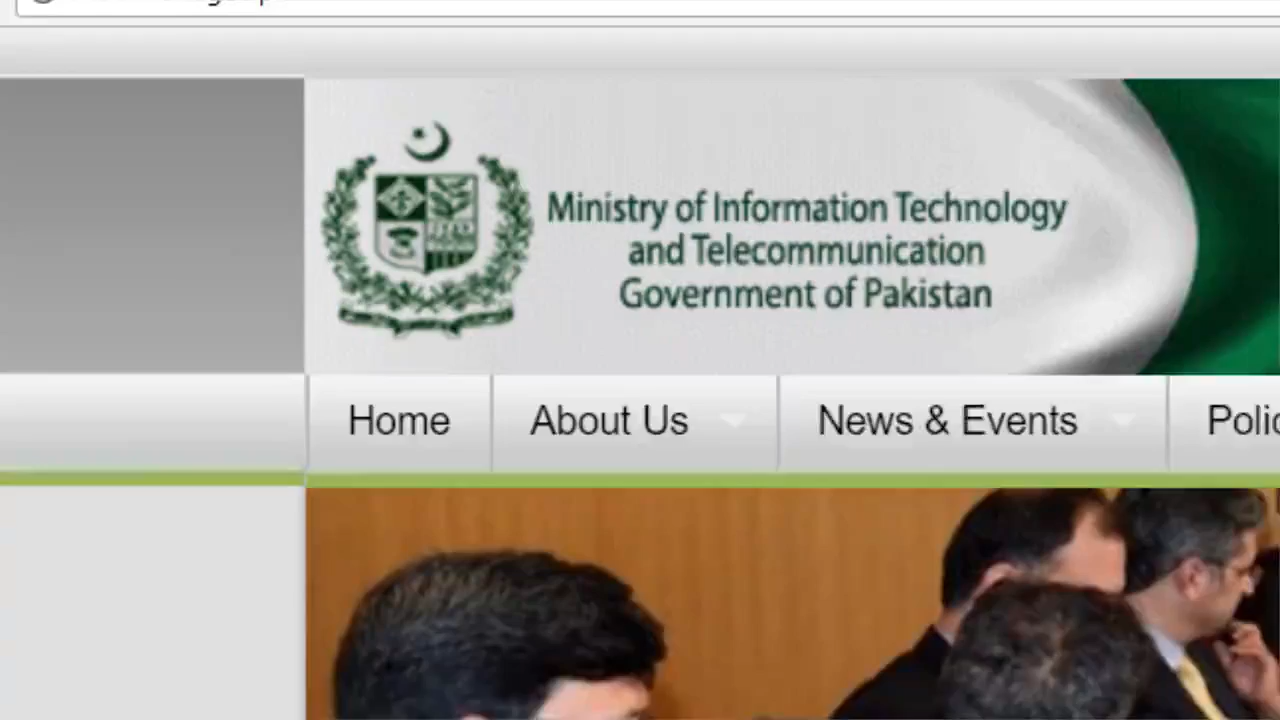 Ministry of Information Technology
and Telecommunication
Government of Pakistan
Home
About Us
News & Events